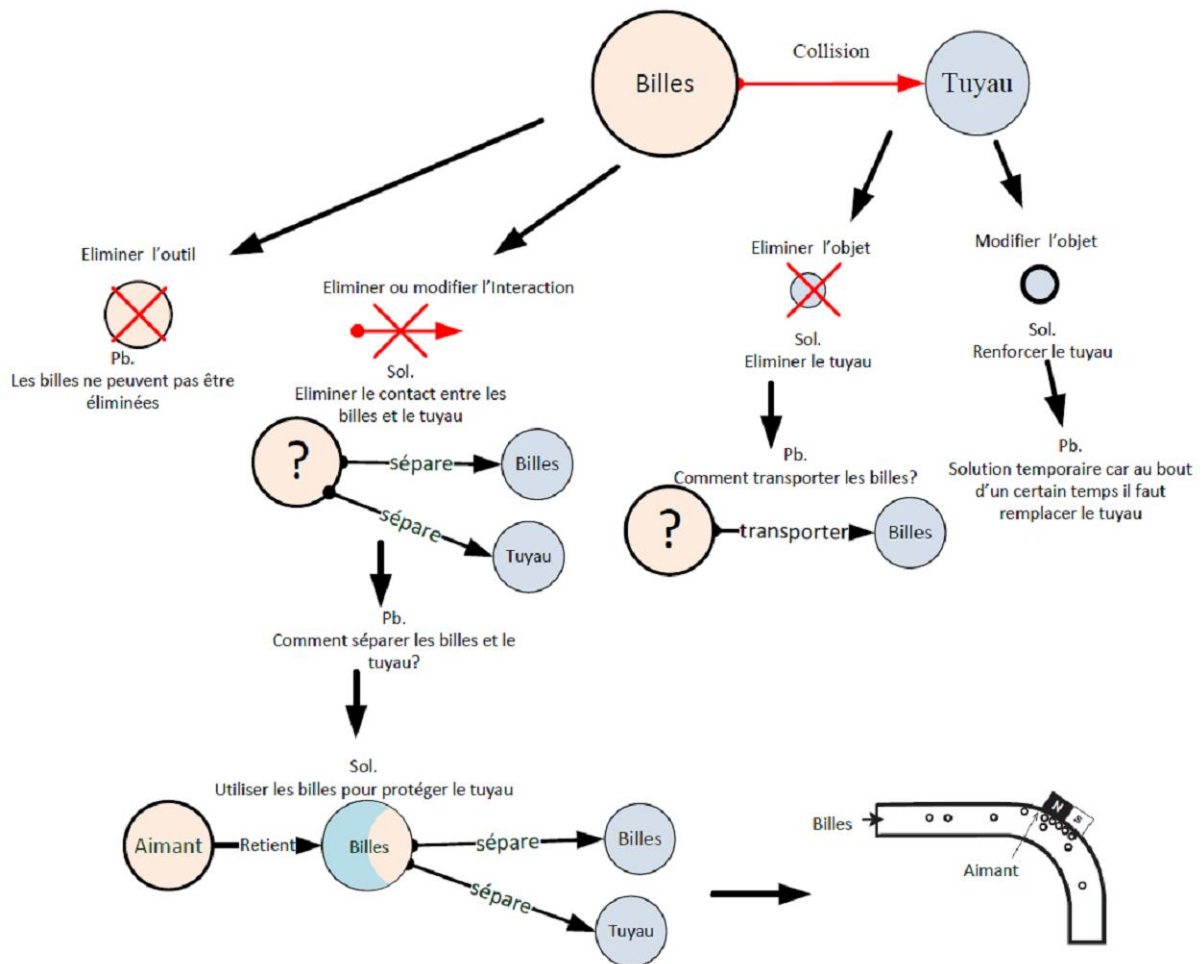 Collision
Billes
Tuyau
Eliminer l'outil
Pb.
Les billes ne peuvent pas être
éliminées
Eliminer ou modifier l'Interaction
Sol.
Eliminer le contact entre les
billes et le tuyau
?
sépare
Billes
sépare
Tuyau
Pb.
Comment séparer les billes et le
tuyau?
Eliminer l'objet
Sol.
Eliminer le tuyau
Pb.
Comment transporter les billes?
?
transporter
Billes
Modifier l'objet
Sol.
Renforcer le tuyau
Pb.
Solution temporaire car au bout
d'un certain temps il faut
remplacer le tuyau
Sol.
Utiliser les billes pour protéger le tuyau
Aimant
Retient
Billes
sépare
Billes
sépare
Tuyau
Billes
N
S
Aimant